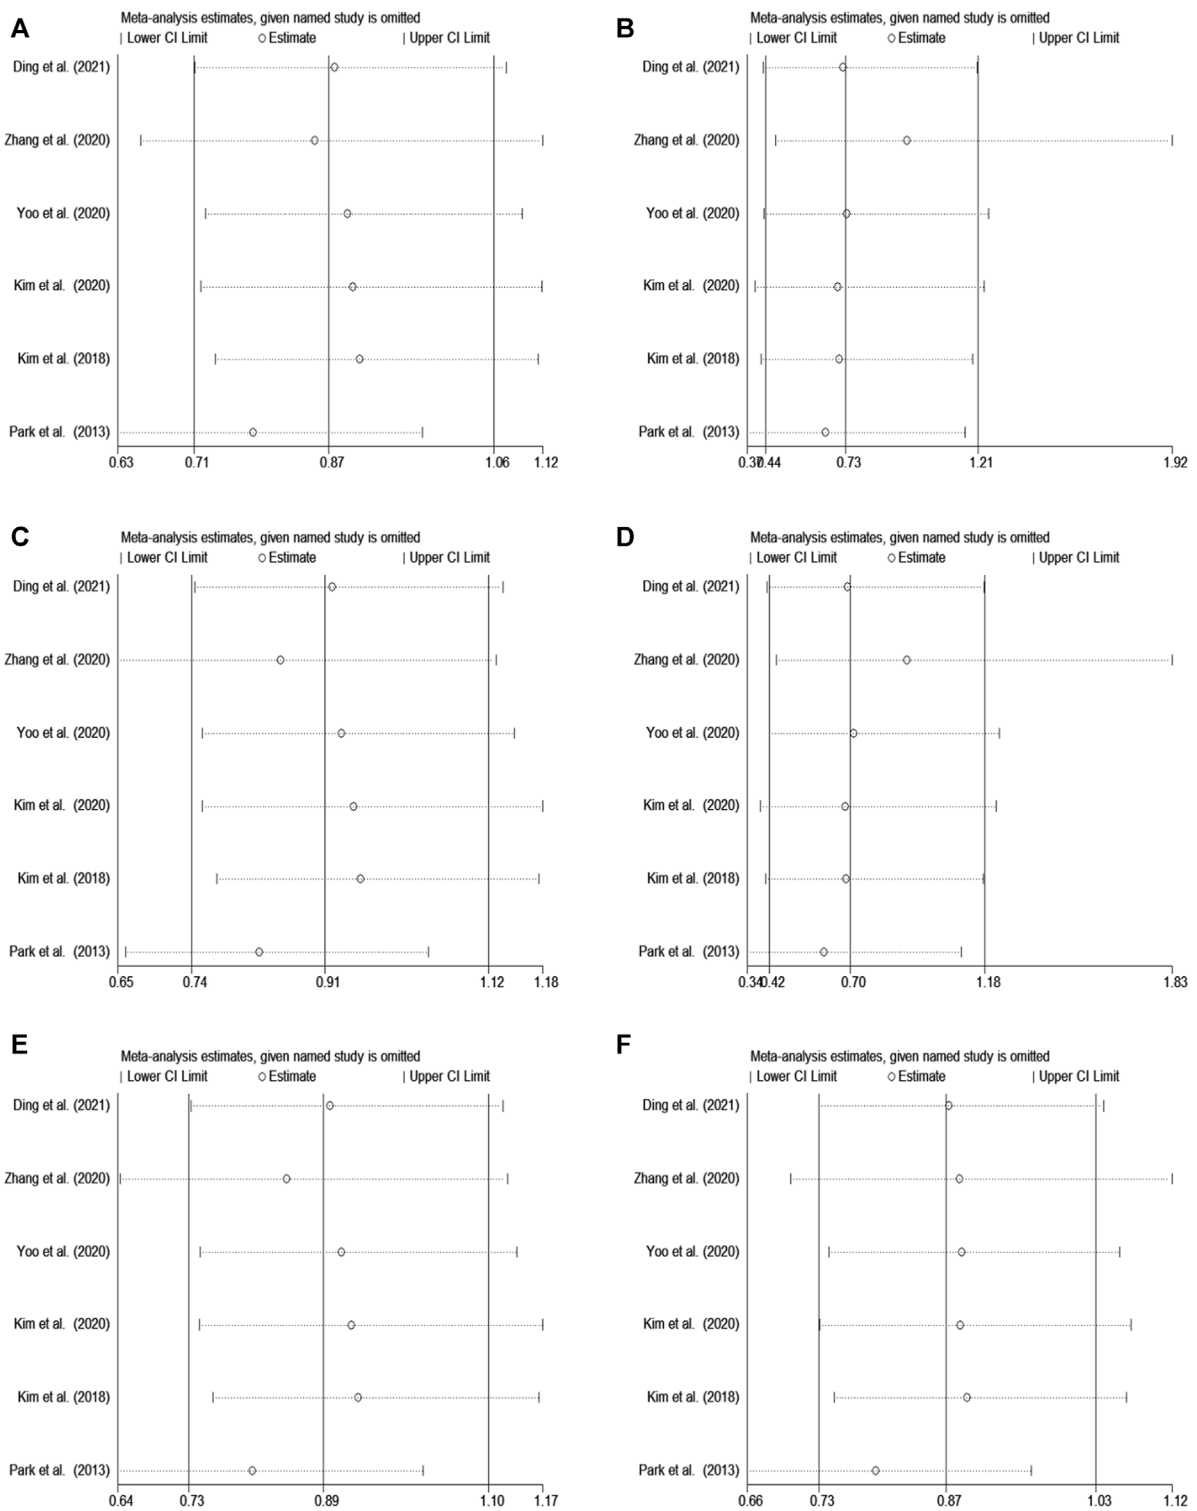 A
Meta-analysis estimates, given named study is omitted
| Lower CI Limit ○ Estimate | Upper CI Limit
Ding et al. (2021)
Zhang et al. (2020)
Yoo et al. (2020)
Kim et al. (2020)
Kim et al. (2018)
Park et al. (2013)
0.63 0.71 0.87 1.06 1.12
B
Meta-analysis estimates, given named study is omitted
| Lower CI Limit ○ Estimate | Upper CI Limit
Ding et al. (2021)
Zhang et al. (2020)
Yoo et al. (2020)
Kim et al. (2020)
Kim et al. (2018)
Park et al. (2013)
0.44 0.73 1.21 1.92
C
Meta-analysis estimates, given named study is omitted
| Lower CI Limit ○ Estimate | Upper CI Limit
Ding et al. (2021)
Zhang et al. (2020)
Yoo et al. (2020)
Kim et al. (2020)
Kim et al. (2018)
Park et al. (2013)
0.65 0.74 0.91 1.12 1.18
D
Meta-analysis estimates, given named study is omitted
| Lower CI Limit ○ Estimate | Upper CI Limit
Ding et al. (2021)
Zhang et al. (2020)
Yoo et al. (2020)
Kim et al. (2020)
Kim et al. (2018)
Park et al. (2013)
0.34 0.42 0.70 1.18 1.83
E
Meta-analysis estimates, given named study is omitted
| Lower CI Limit ○ Estimate | Upper CI Limit
Ding et al. (2021)
Zhang et al. (2020)
Yoo et al. (2020)
Kim et al. (2020)
Kim et al. (2018)
Park et al. (2013)
0.64 0.73 0.89 1.10 1.17
F
Meta-analysis estimates, given named study is omitted
| Lower CI Limit ○ Estimate | Upper CI Limit
Ding et al. (2021)
Zhang et al. (2020)
Yoo et al. (2020)
Kim et al. (2020)
Kim et al. (2018)
Park et al. (2013)
0.66 0.73 0.87 1.03 1.12